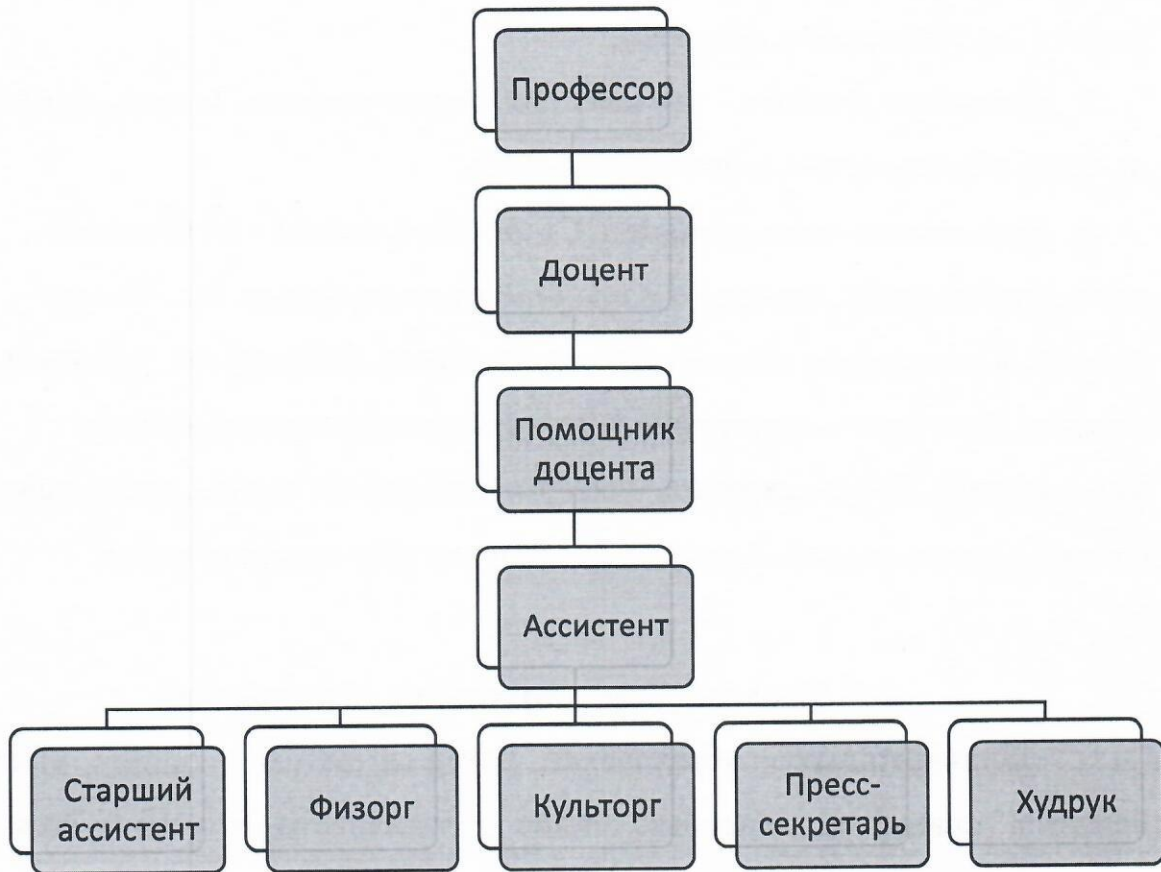 Профессор
Доцент
Помощник
доцента
Ассистент
Старший
ассистент
Физорг
Культорг
Пресс-
секретарь
Худрук